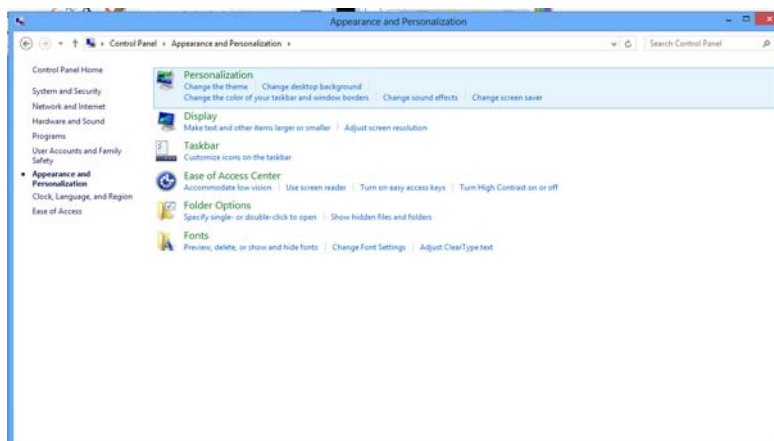 Appearance and Personalization
Control Panel Appearance and Personalization
Search Control Panel
Control Panel Home
System and Security
Network and Internet
Hardware and Sound
Programs
User Accounts and Family
Safety
Appearance and
Personalization
Clock, Language, and Region
Ease of Access
Personalization
Change the theme Change desktop background
Change the color of your taskbar and window borders Change sound effects Change screen saver
Display
Make text and other items larger or smaller Adjust screen resolution
Taskbar
Customize icons on the taskbar
Ease of Access Center
Accommodate low vision Use screen reader Turn on easy access keys Turn High Contrast on or off
Folder Options
Specify single- or double-click to open Show hidden files and folders
Fonts
Preview, delete, or show and hide fonts Change Font Settings Adjust ClearType text